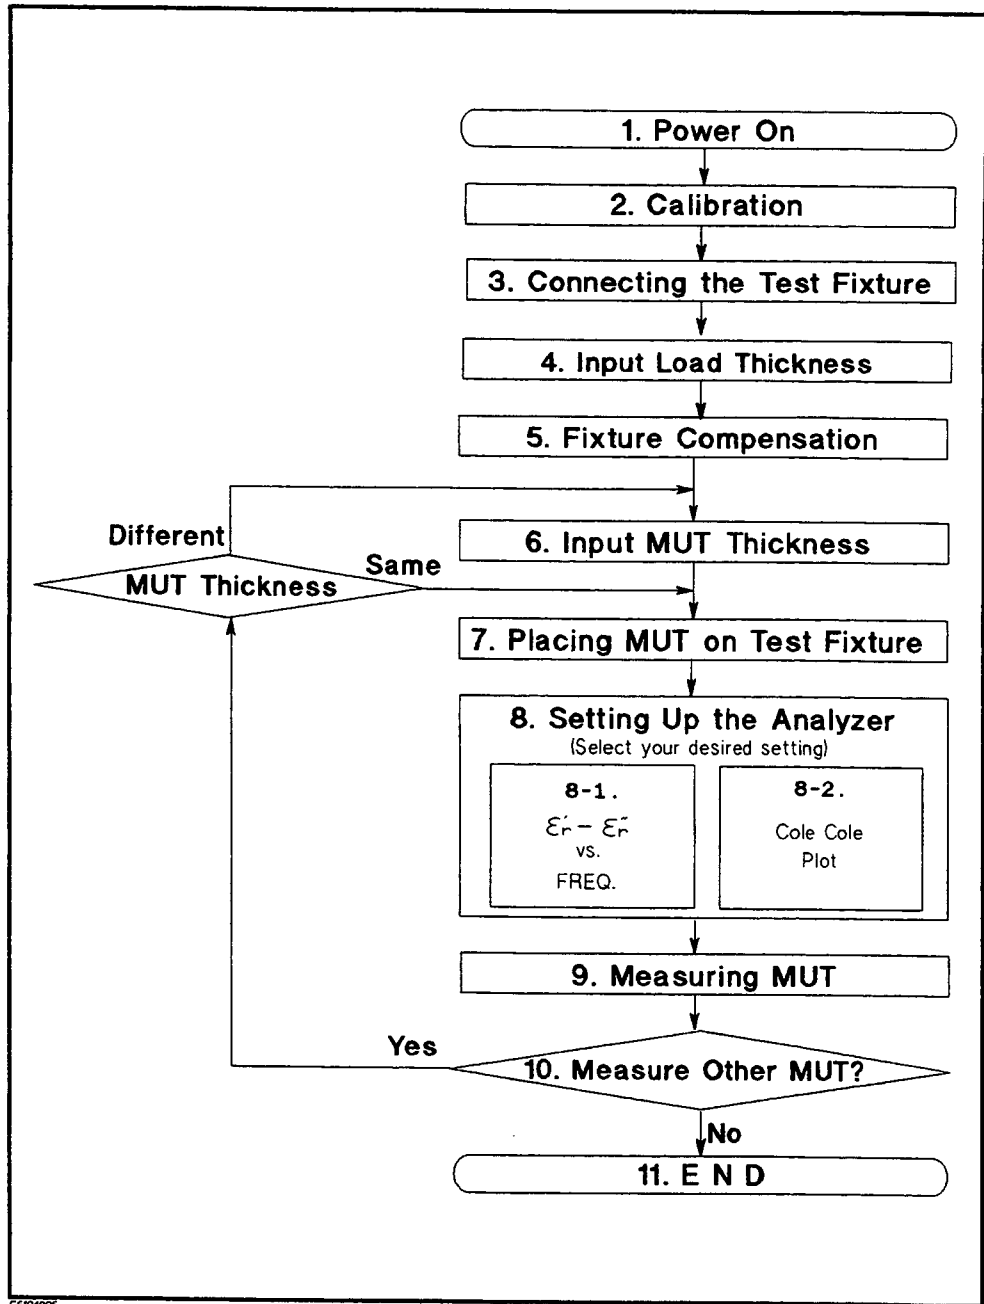 1. Power On
2. Calibration
3. Connecting the Test Fixture
4. Input Load Thickness
5. Fixture Compensation
Different
6. Input MUT Thickness
MUT Thickness
Same
7. Placing MUT on Test Fixture
8. Setting Up the Analyzer
(Select your desired setting)
8-1.
εr′ − εr″
vs.
FREQ.
8-2.
Cole Cole
Plot
9. Measuring MUT
Yes
10. Measure Other MUT?
No
11. E N D